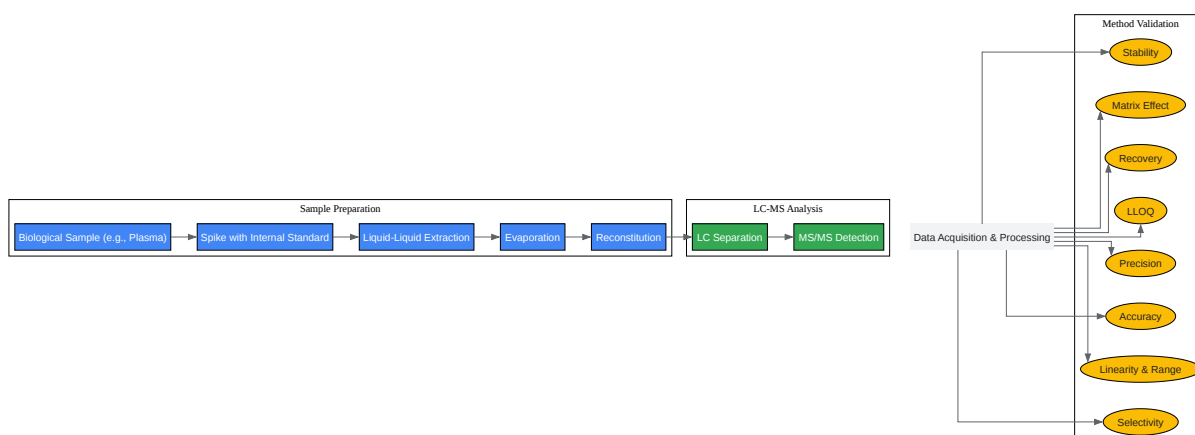 Sample Preparation
Biological Sample (e.g., Plasma)
Spike with Internal Standard
Liquid-Liquid Extraction
Evaporation
Reconstitution
LC-MS Analysis
LC Separation
MS/MS Detection
Data Acquisition & Processing
Method Validation
Stability
Matrix Effect
Recovery
LLOQ
Precision
Accuracy
Linearity & Range
Selectivity